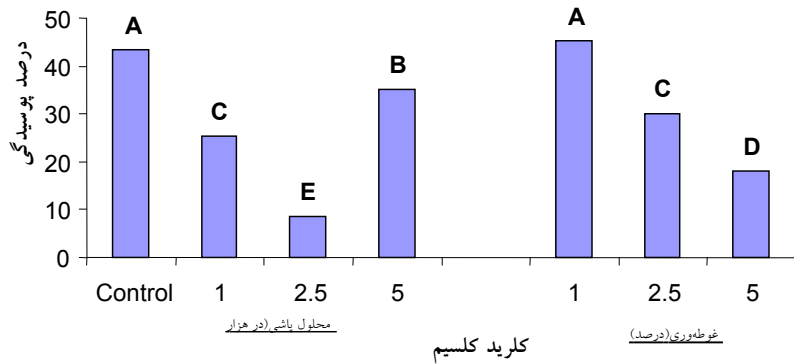 درصد پوسیدگی
50
40
30
20
10
0
A
C
E
B
A
C
D
Control 1 2.5 5 1 2.5 5
محلول پاشی(در هزار
غوطه‌وری(درصد)
کلرید کلسیم